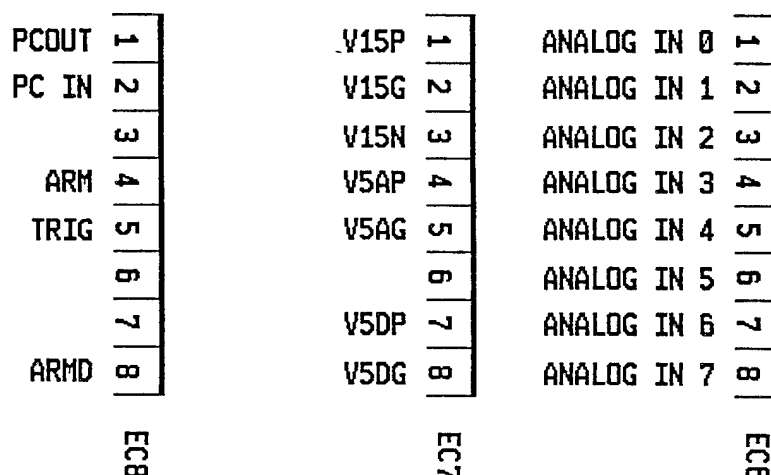 PCOUT 1 V15P 1 ANALOG IN 0 1
PC IN 2 V15G 2 ANALOG IN 1 2
3 V15N 3 ANALOG IN 2 3
ARM 4 V5AP 4 ANALOG IN 3 4
TRIG 5 V5AG 5 ANALOG IN 4 5
6 6 ANALOG IN 5 6
7 V5DP 7 ANALOG IN 6 7
ARMD 8 V5DG 8 ANALOG IN 7 8
EC8 EC7